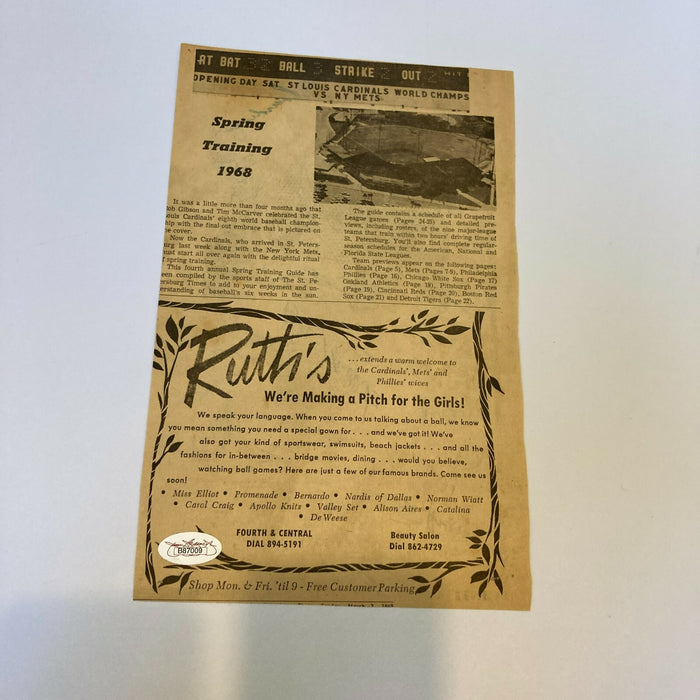 AT BAT 32 BALL 3 STRIKE 2 OUT 2 HIT
OPENING DAY SAT. ST LOUIS CARDINALS WORLD CHAMPS
VS NY METS
Spring
Training
1968
It was a little more than four months ago that
ob Gibson and Tim McCarver celebrated the St.
ouis Cardinals' eighth world baseball champion-
hip with the final-out embrace that is pictured on
e cover.
Now the Cardinals, who arrived in St. Peters-
urg last week along with the New York Mets,
ust start all over again with the delightful ritual
spring training.
This fourth annual Spring Training Guide has
en compiled by the sports staff of The St. Pe-
ersburg Times to add to your enjoyment and un-
erstanding of baseball's six weeks in the sun.
The guide contains a schedule of all Grapefruit
League games (Pages 24-25) and detailed pre-
views, including rosters, of the nine major-league
teams that train within two hours' driving time of
St. Petersburg. You'll also find complete regular-
season schedules for the American, National and
Florida State Leagues.
Team previews appear on the following pages:
Cardinals (Page 5), Mets (Pages 7-9), Philadelphia
Phillies (Page 16), Chicago White Sox (Page 17)
Oakland Athletics (Page 18), Pittsburgh Pirates
(Page 19), Cincinnati Reds (Page 20), Boston Red
Sox (Page 21) and Detroit Tigers (Page 22).
Ruth's
...extends a warm welcome to
the Cardinals', Mets' and
Phillies' wives
We're Making a Pitch for the Girls!
We speak your language. When you come to us talking about a ball, we know
you mean something you need a special gown for . . . and we've got it! We've
also got your kind of sportswear, swimsuits, beach jackets . . . and all the
fashions for in-between . . . bridge movies, dining . . . would you believe,
watching ball games? Here are just a few of our famous brands. Come see us
soon!
• Miss Elliot • Promenade • Bernardo • Nardis of Dallas • Norman Wiatt
• Carol Craig • Apollo Knits • Valley Set • Alison Aires • Catalina
• De Weese
FOURTH & CENTRAL
DIAL 894-5191
Beauty Salon
Dial 862-4729
B87009
Shop Mon. & Fri. 'til 9 - Free Customer Parking